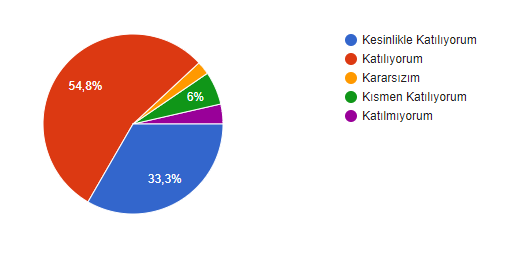 Kesinlikle Katılıyorum
Katılıyorum
Kararsızım
Kısmen Katılıyorum
Katılmıyorum
54,8%
6%
33,3%